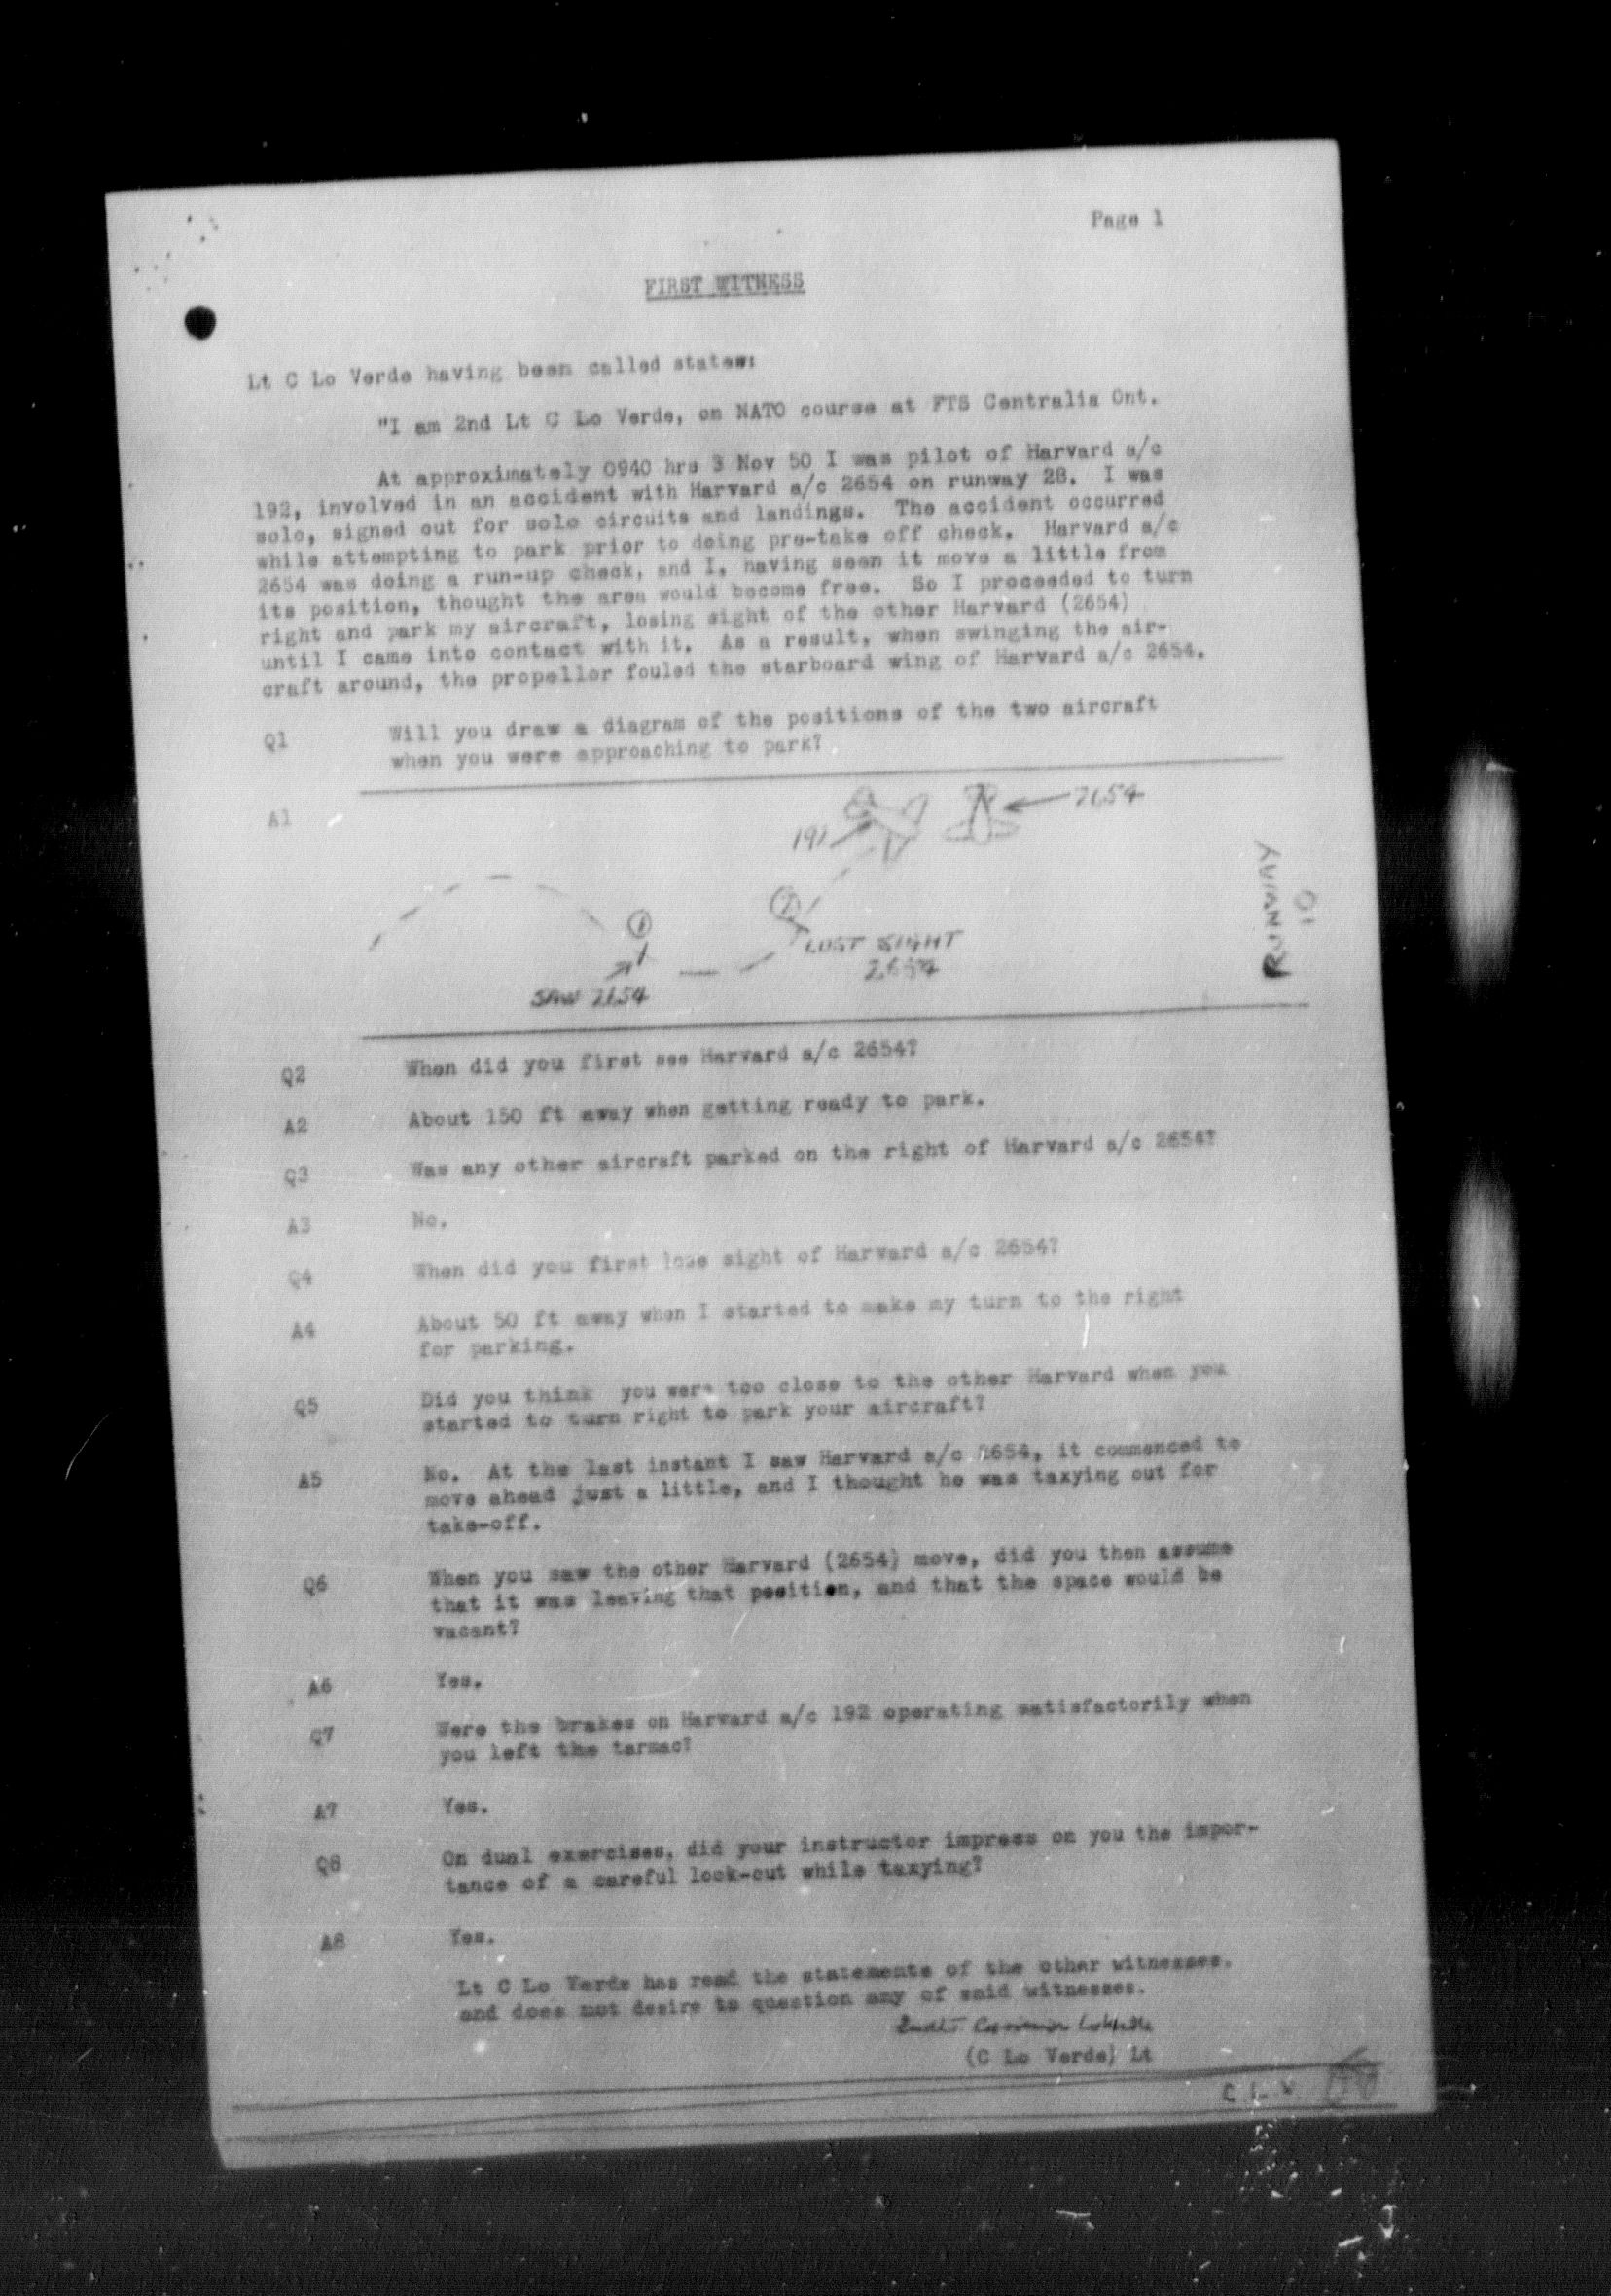 Page 1
FIRST WITNESS
Lt C Lo Verde having been called states:
"I am 2nd Lt C Lo Verde, on NATO course at FTS Centralia Ont.
At approximately 0940 hrs 3 Nov 50 I was pilot of Harvard a/c
192, involved in an accident with Harvard a/c 2654 on runway 28. I was
solo, signed out for solo circuits and landings. The accident occurred
while attempting to park prior to doing pre-take off check. Harvard a/c
2654 was doing a run-up check, and I, having seen it move a little from
its position, thought the area would become free. So I proceeded to turn
right and park my aircraft, losing sight of the other Harvard (2654)
until I came into contact with it. As a result, when swinging the air-
craft around, the propellor fouled the starboard wing of Harvard a/c 2654.
Q1 Will you draw a diagram of the positions of the two aircraft
when you were approaching to park?
A1
2654
191
1
2
LOST SIGHT
2654
SAW 2654
RUNWAY
10
Q2 When did you first see Harvard a/c 2654?
A2 About 150 ft away when getting ready to park.
Q3 Was any other aircraft parked on the right of Harvard a/c 2654?
A3 No.
Q4 When did you first lose sight of Harvard a/c 2654?
A4 About 50 ft away when I started to make my turn to the right
for parking.
Q5 Did you think you were too close to the other Harvard when you
started to turn right to park your aircraft?
A5 No. At the last instant I saw Harvard a/c 2654, it commenced to
move ahead just a little, and I thought he was taxying out for
take-off.
Q6 When you saw the other Harvard (2654) move, did you then assume
that it was leaving that position, and that the space would be
vacant?
A6 Yes.
Q7 Were the brakes on Harvard a/c 192 operating satisfactorily when
you left the tarmac?
A7 Yes.
Q8 On dual exercises, did your instructor impress on you the impor-
tance of a careful look-out while taxying?
A8 Yes.
Lt C Lo Verde has read the statements of the other witnesses,
and does not desire to question any of said witnesses.
(C Lo Verde) Lt
C L V